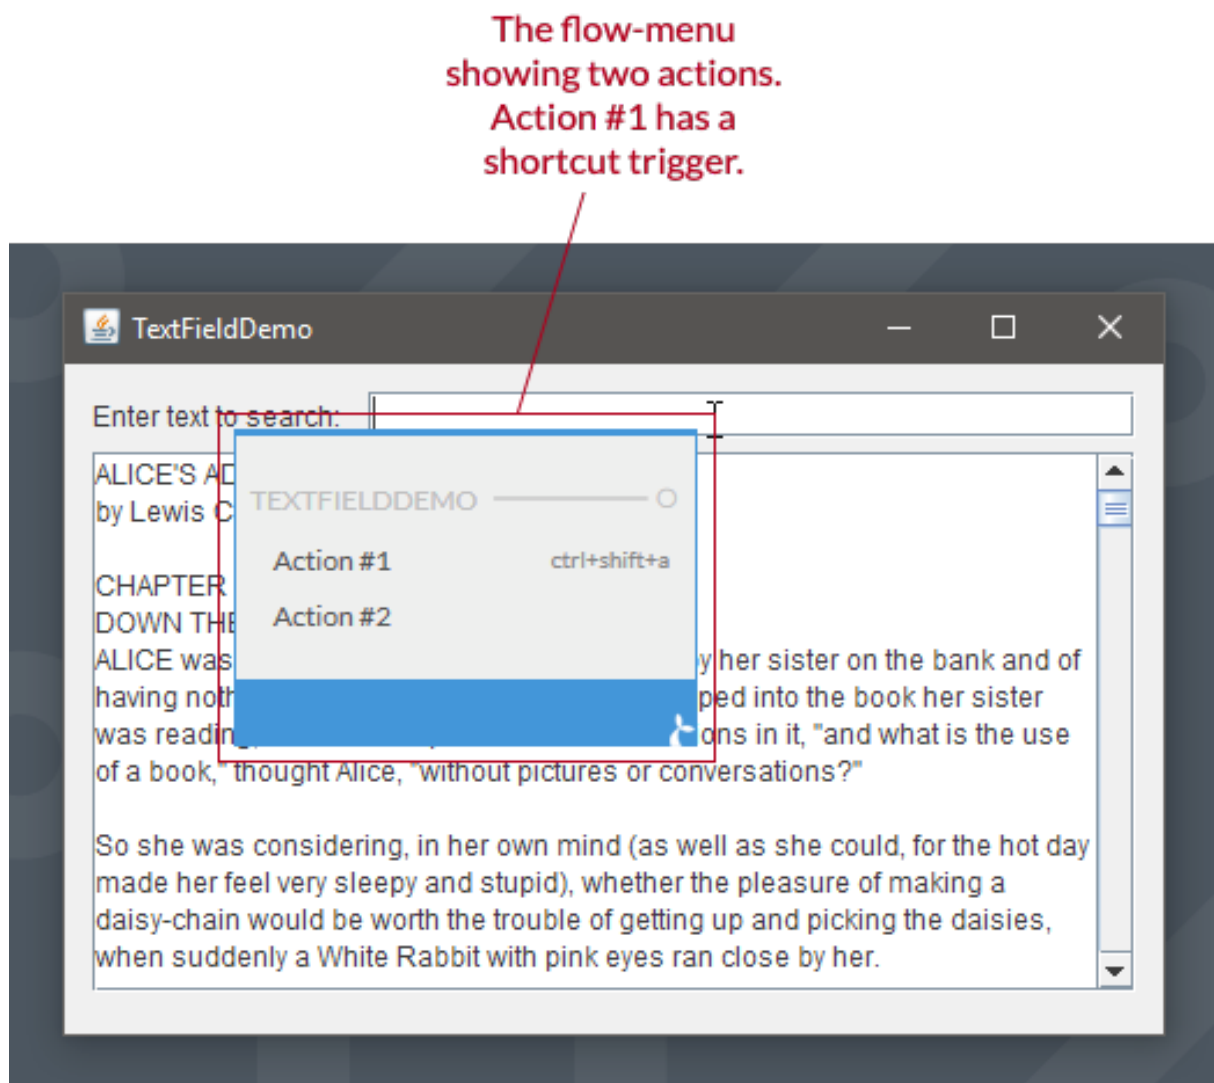 The flow-menu
showing two actions.
Action #1 has a
shortcut trigger.
TextFieldDemo
Enter text to search:
ALICE'S AD
by Lewis C
TEXTFIELDDEMO
Action #1 ctrl+shift+a
Action #2
CHAPTER
DOWN THE
ALICE was y her sister on the bank and of
having noth ped into the book her sister
was reading, ons in it, "and what is the use
of a book," thought Alice, "without pictures or conversations?"
So she was considering, in her own mind (as well as she could, for the hot day
made her feel very sleepy and stupid), whether the pleasure of making a
daisy-chain would be worth the trouble of getting up and picking the daisies,
when suddenly a White Rabbit with pink eyes ran close by her.